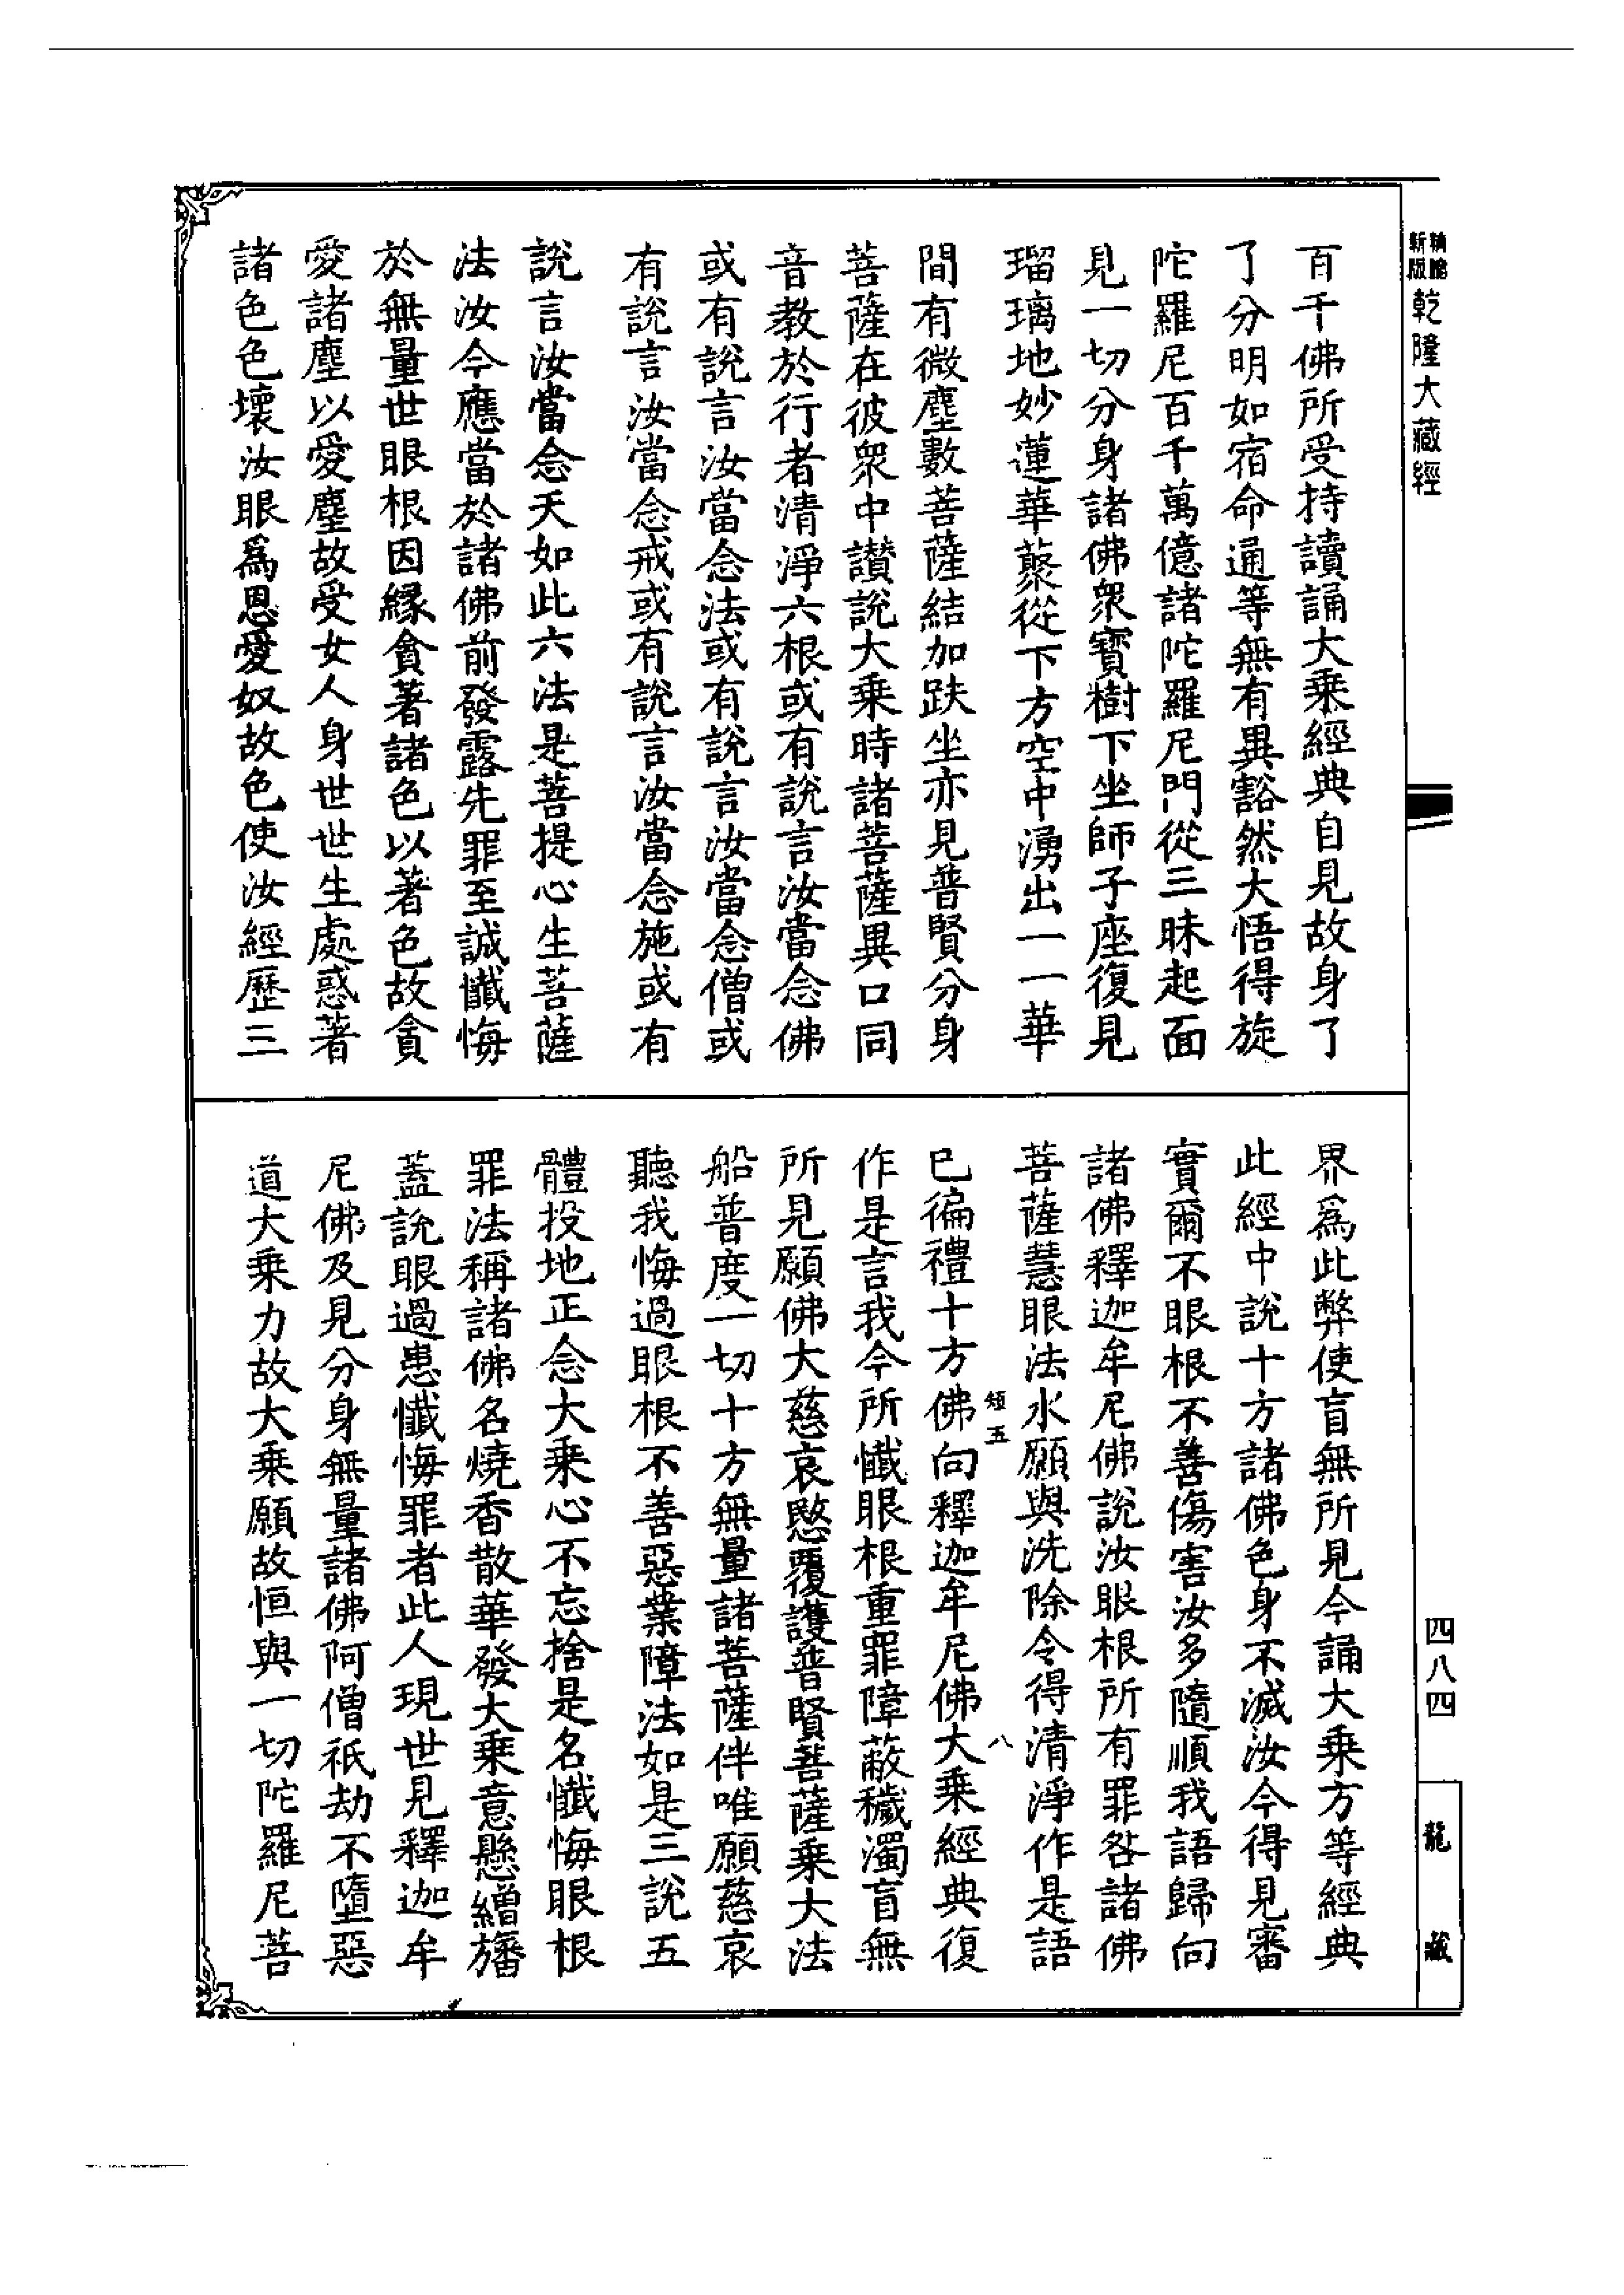 新版
乾隆大藏經
百千佛所受持讀誦大乗經典自見故身了
了分明如宿命通等無有異豁然大悟得旋
陀羅尼百千萬億諸陀羅尼門從三昧起面
見一切分身諸佛衆寶樹下坐師子座復見
瑠璃地妙蓮華藂從下方空中湧出一一華
間有微塵數菩薩結加趺坐亦見普賢分身
菩薩在彼衆中讃說大乗時諸菩薩異口同
音教於行者清淨六根或有說言汝當念佛
或有說言汝當念法或有說言汝當念僧或
有說言汝當念戒或有說言汝當念施或有
說言汝當念天如此六法是菩提心生菩薩
法汝今應當於諸佛前發露先罪至誠懺悔
於無量世眼根因縁貪著諸色以著色故貪
愛諸塵以愛塵故受女人身世世生處惑著
諸色色壞汝眼爲恩愛奴故色使汝經歷三
界爲此弊使盲無所見今誦大乗方等經典
此經中說十方諸佛色身不滅汝今得見審
實爾不眼根不善傷害汝多隨順我語歸向
諸佛釋迦牟尼佛說汝眼根所有罪咎諸佛
菩薩慧眼法水願與洗除令得清淨作是語
短五 八
已徧禮十方佛向釋迦牟尼佛大乗經典復
作是言我今所懺眼根重罪障蔽穢濁盲無
所見願佛大慈哀愍覆護普賢菩薩乗大法
船普度一切十方無量諸菩薩伴唯願慈哀
聽我悔過眼根不善惡業障法如是三說五
體投地正念大乗心不忘捨是名懺悔眼根
罪法稱諸佛名燒香散華發大乗意懸繒旛
蓋說眼過患懺悔罪者此人現世見釋迦牟
尼佛及見分身無量諸佛阿僧祇劫不墮惡
道大乗力故大乗願故恒與一切陀羅尼菩
四八四
龍藏